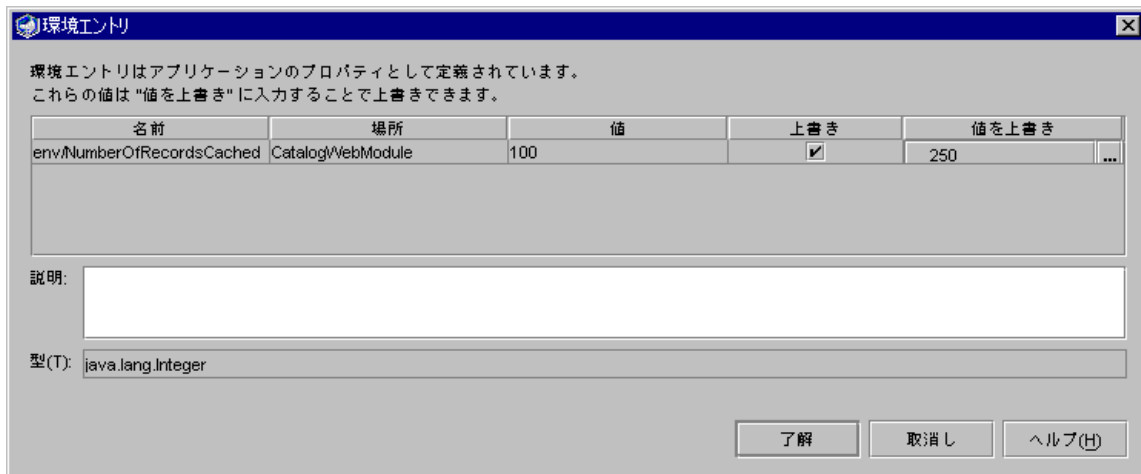 環境エントリ
環境エントリはアプリケーションのプロパティとして定義されています。
これらの値は "値を上書き" に入力することで上書きできます。
名前 場所 値 上書き 値を上書き
env/NumberOfRecordsCached CatalogWebModule 100 250 ...
説明:
型(T): java.lang.Integer
了解 取消し ヘルプ(H)